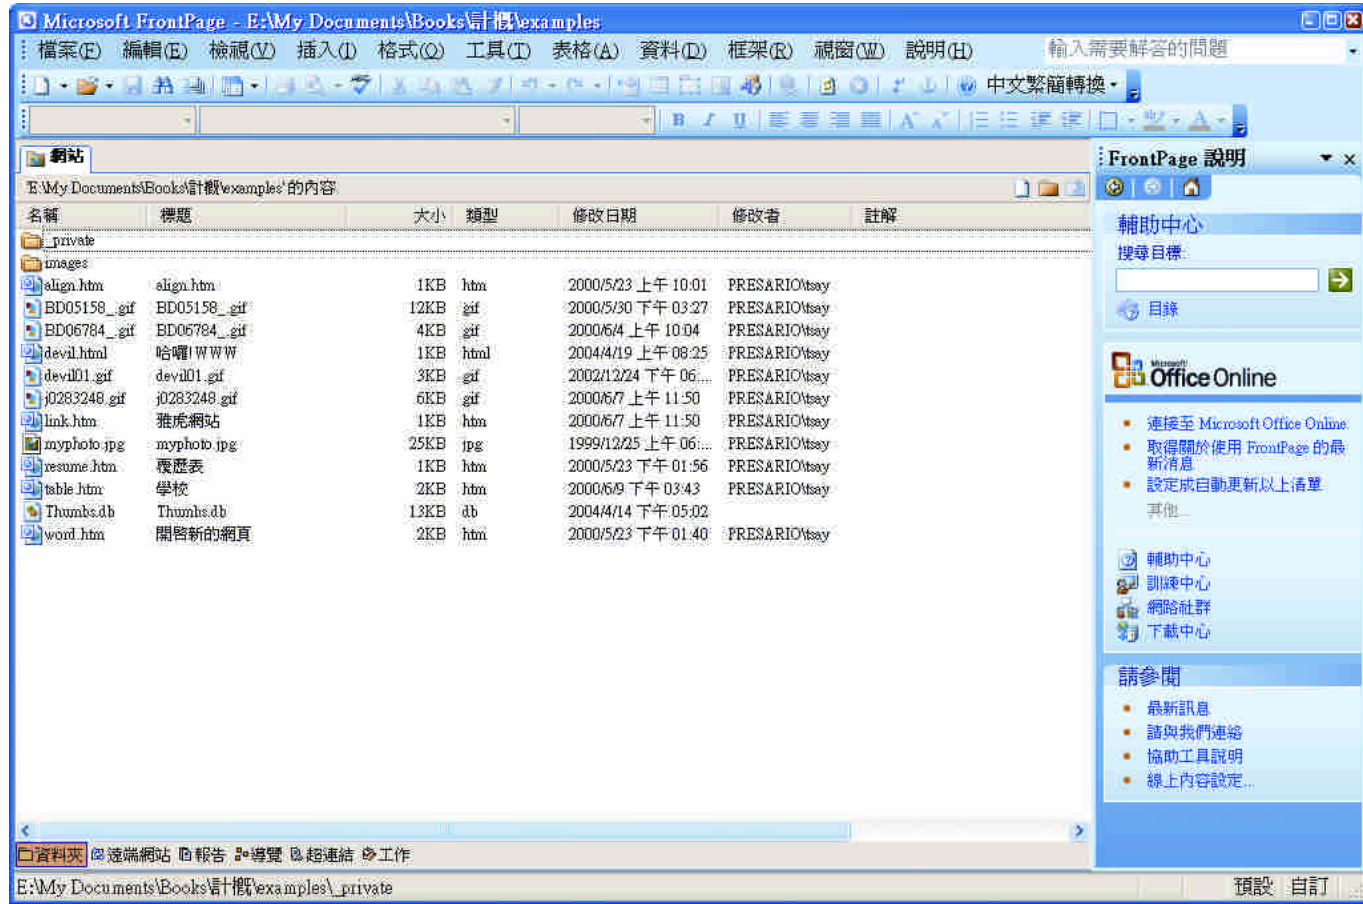 Microsoft FrontPage - E:\My Documents\Books\計概\examples
檔案(F) 編輯(E) 檢視(V) 插入(I) 格式(O) 工具(T) 表格(A) 資料(D) 框架(R) 視窗(W) 說明(H) 輸入需要解答的問題
中文繁簡轉換
B I U A A A
網站
FrontPage 說明
'E:\My Documents\Books\計概\examples' 的內容
名稱 標題 大小 類型 修改日期 修改者 註解
_private
images
align.htm align.htm 1KB htm 2000/5/23 上午 10:01 PRESARIO\tsay
BD05158_.gif BD05158_.gif 12KB gif 2000/5/30 下午 03:27 PRESARIO\tsay
BD06784_.gif BD06784_.gif 4KB gif 2000/6/4 上午 10:04 PRESARIO\tsay
devil.html 哈囉! WWW 1KB html 2004/4/19 上午 08:25 PRESARIO\tsay
devil01.gif devil01.gif 3KB gif 2002/12/24 下午 06:... PRESARIO\tsay
j0283248.gif j0283248.gif 6KB gif 2000/6/7 上午 11:50 PRESARIO\tsay
link.htm 雅虎網站 1KB htm 2000/6/7 上午 11:50 PRESARIO\tsay
myphoto.jpg myphoto.jpg 25KB jpg 1999/12/25 上午 06:... PRESARIO\tsay
resume.htm 履歷表 1KB htm 2000/5/23 下午 01:56 PRESARIO\tsay
table.htm 學校 2KB htm 2000/6/9 下午 03:43 PRESARIO\tsay
Thumbs.db Thumbs.db 13KB db 2004/4/14 下午 05:02
word.htm 開啓新的網頁 2KB htm 2000/5/23 下午 01:40 PRESARIO\tsay
輔助中心
搜尋目標:
目錄
Microsoft
Office Online
連接至 Microsoft Office Online
取得關於使用 FrontPage 的最
新消息
設定成自動更新以上清單
其他...
輔助中心
訓練中心
網路社群
下載中心
請參閱
最新訊息
請與我們連絡
協助工具說明
線上內容設定...
資料夾 遠端網站 報告 導覽 超連結 工作
E:\My Documents\Books\計概\examples\_private 預設 自訂